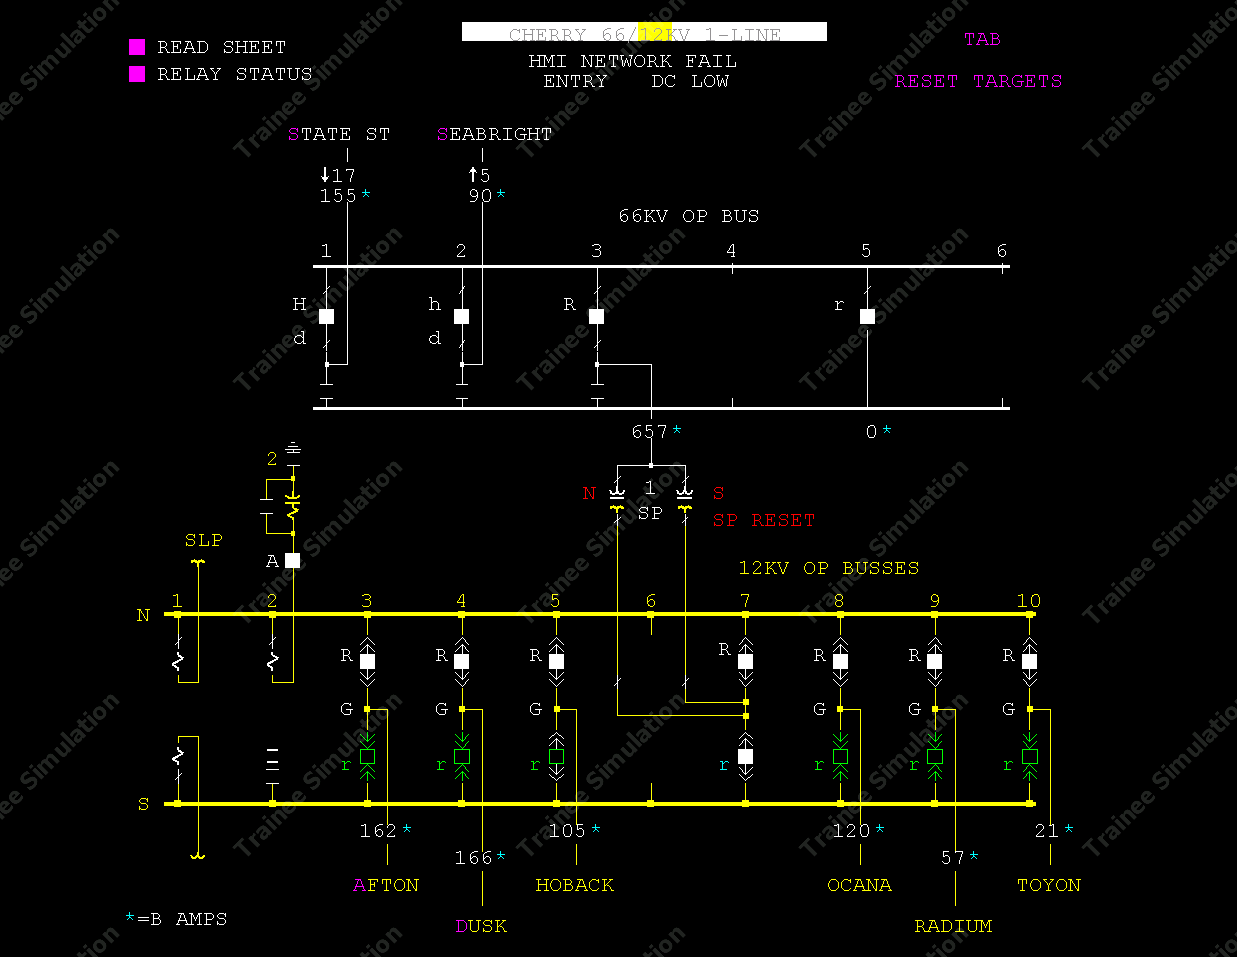 CHERRY 66/12KV 1-LINE
READ SHEET
TAB
HMI NETWORK FAIL
RELAY STATUS
ENTRY DC LOW
RESET TARGETS
STATE ST SEABRIGHT
↓17 ↑5
155* 90*
66KV OP BUS
1 2 3 4 5 6
H h R r
d d
657* 0*
2
N 1 S
SP SP RESET
SLP
A
12KV OP BUSSES
N 1 2 3 4 5 6 7 8 9 10
R R R R R R R
G G G G G G
r r r r r r r
S
162* 105* 120* 21*
166* 57*
AFTON HOBACK OCANA TOYON
*=B AMPS
DUSK RADIUM
Trainee Simulation